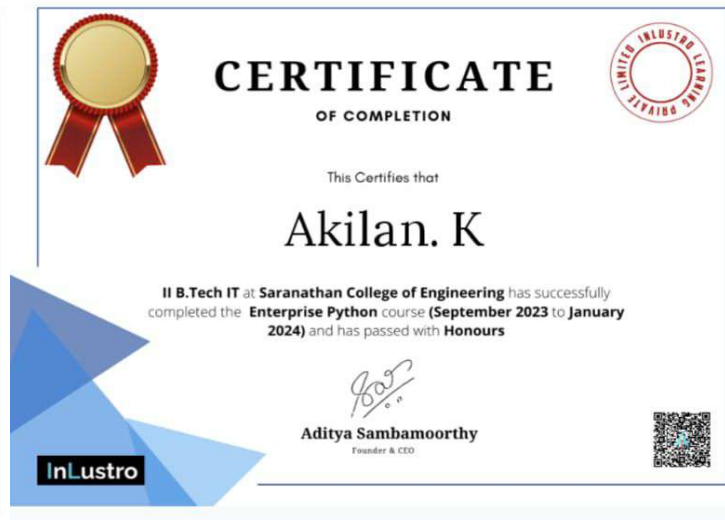 CERTIFICATE
OF COMPLETION
INLUSTRO LEARNING PRIVATE LIMITED
This Certifies that
Akilan. K
II B.Tech IT at Saranathan College of Engineering has successfully
completed the Enterprise Python course (September 2023 to January
2024) and has passed with Honours
Aditya Sambamoorthy
Founder & CEO
InLustro